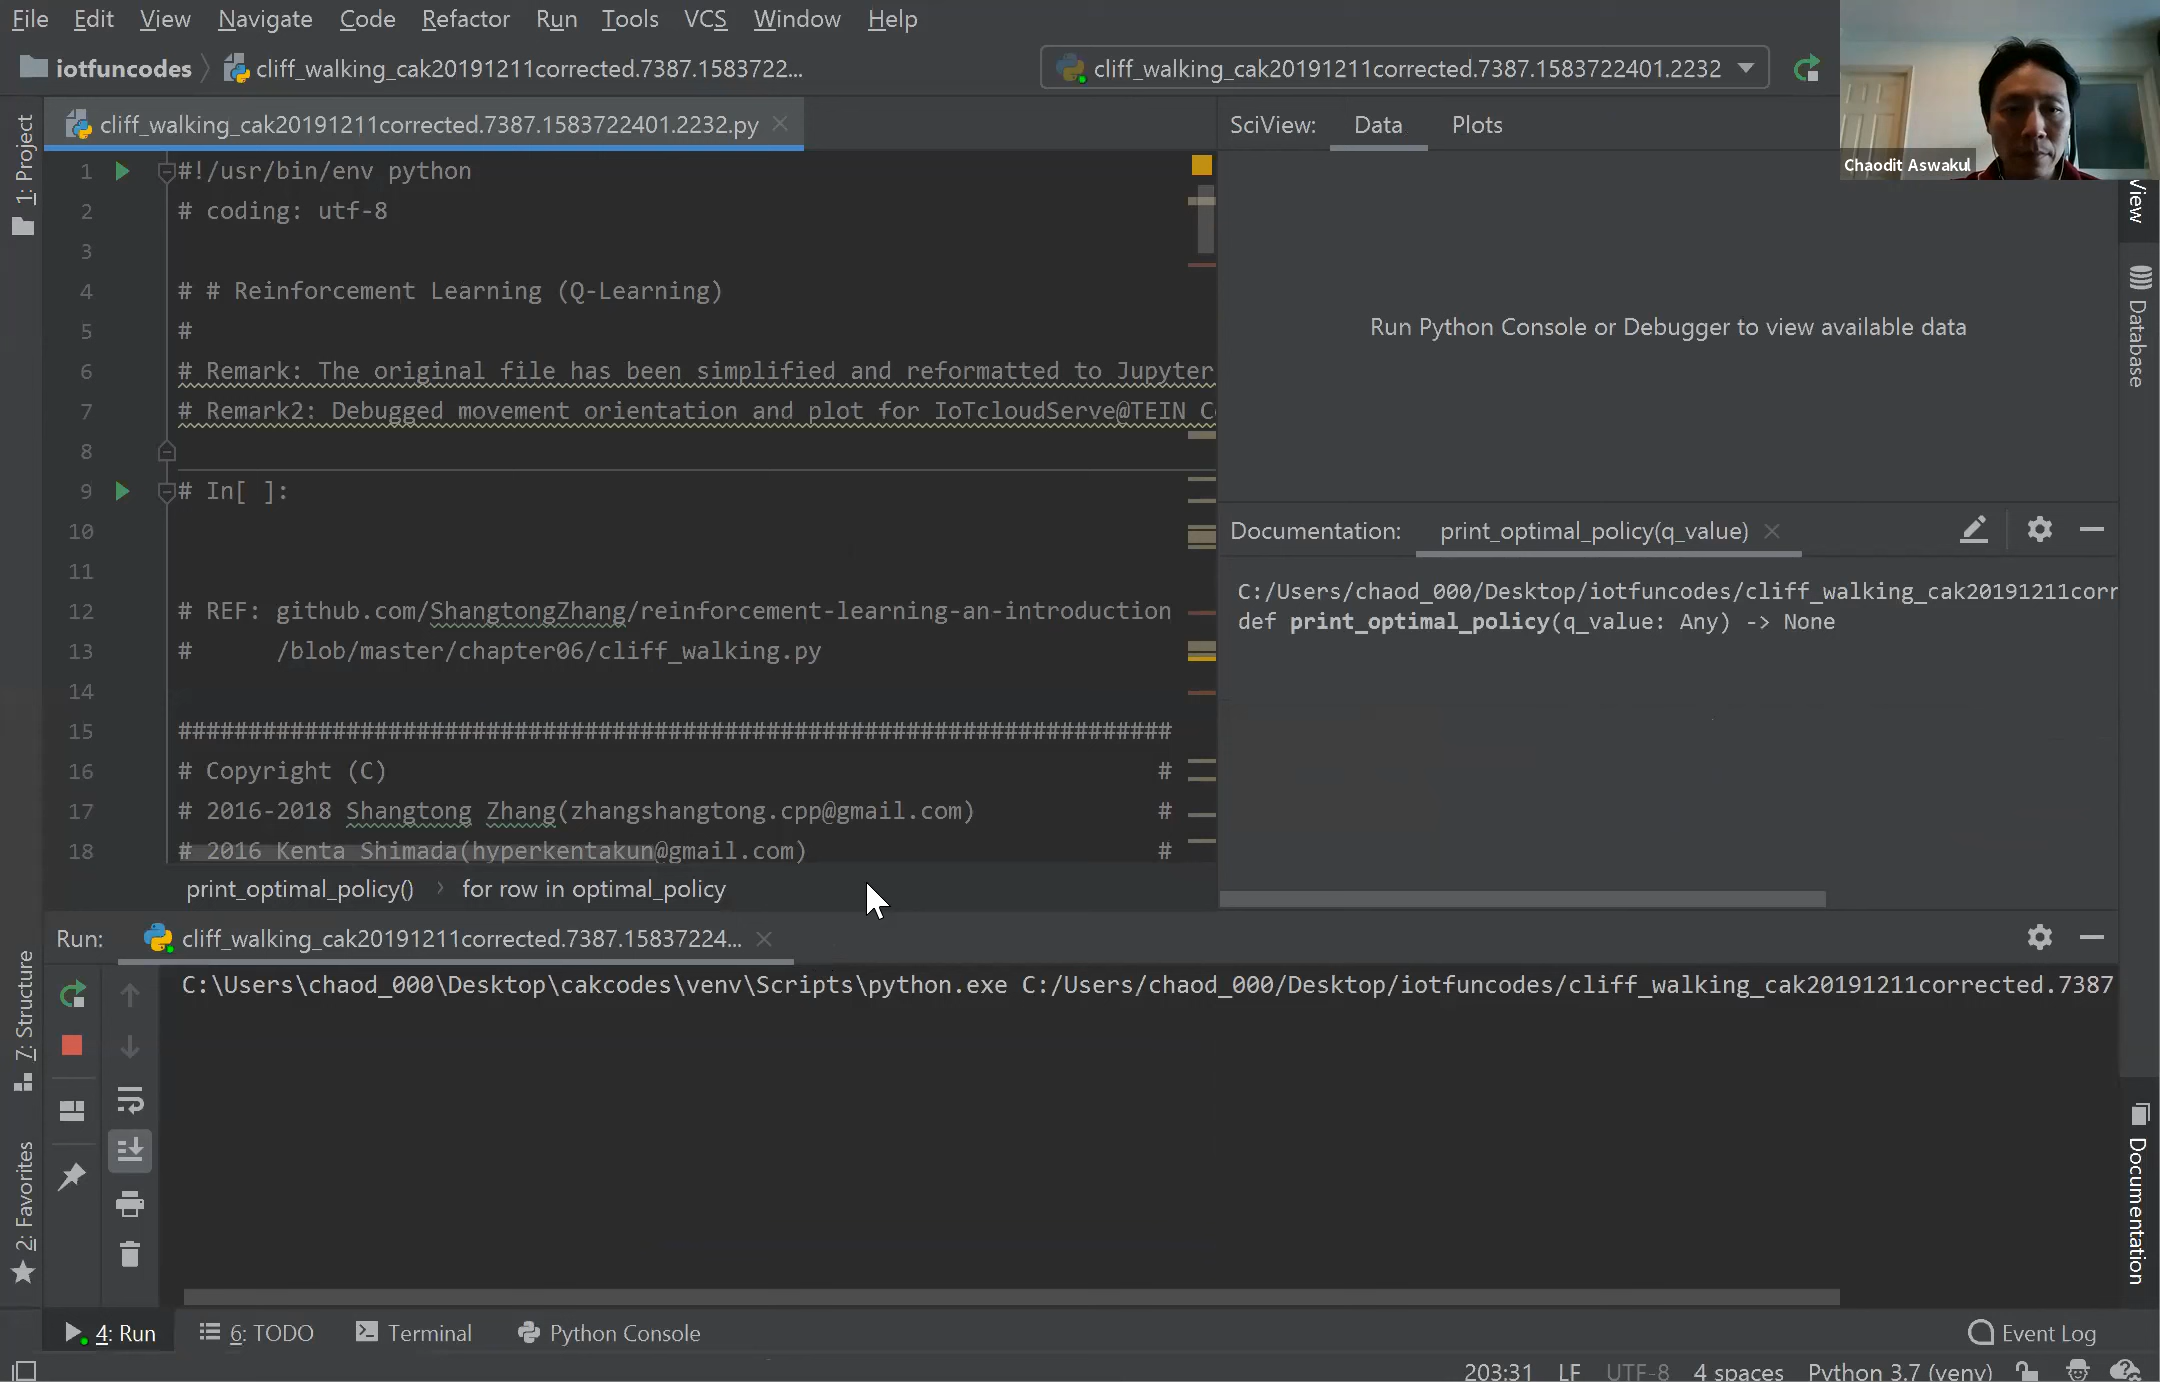 File Edit View Navigate Code Refactor Run Tools VCS Window Help
iotfuncodes cliff_walking_cak20191211corrected.7387.1583722...
cliff_walking_cak20191211corrected.7387.1583722401.2232
Chaodit Aswakul
1: Project
cliff_walking_cak20191211corrected.7387.1583722401.2232.py
SciView: Data Plots
View
Database
1 #!/usr/bin/env python
2 # coding: utf-8
3
4 # # Reinforcement Learning (Q-Learning)
5 #
6 # Remark: The original file has been simplified and reformatted to Jupyter
7 # Remark2: Debugged movement orientation and plot for IoTcloudServe@TEIN C
8
9 # In[ ]:
10
11
12 # REF: github.com/ShangtongZhang/reinforcement-learning-an-introduction
13 # /blob/master/chapter06/cliff_walking.py
14
15 #######################################################################
16 # Copyright (C) #
17 # 2016-2018 Shangtong Zhang(zhangshangtong.cpp@gmail.com) #
18 # 2016 Kenta Shimada(hyperkentakun@gmail.com) #
print_optimal_policy() › for row in optimal_policy
Run Python Console or Debugger to view available data
Documentation: print_optimal_policy(q_value)
C:/Users/chaod_000/Desktop/iotfuncodes/cliff_walking_cak20191211corr
def print_optimal_policy(q_value: Any) -> None
Run: cliff_walking_cak20191211corrected.7387.15837224...
C:\Users\chaod_000\Desktop\cakcodes\venv\Scripts\python.exe C:/Users/chaod_000/Desktop/iotfuncodes/cliff_walking_cak20191211corrected.7387
7: Structure
2: Favorites
Documentation
4: Run 6: TODO Terminal Python Console Event Log
203:31 LF UTF-8 4 spaces Python 3.7 (venv)